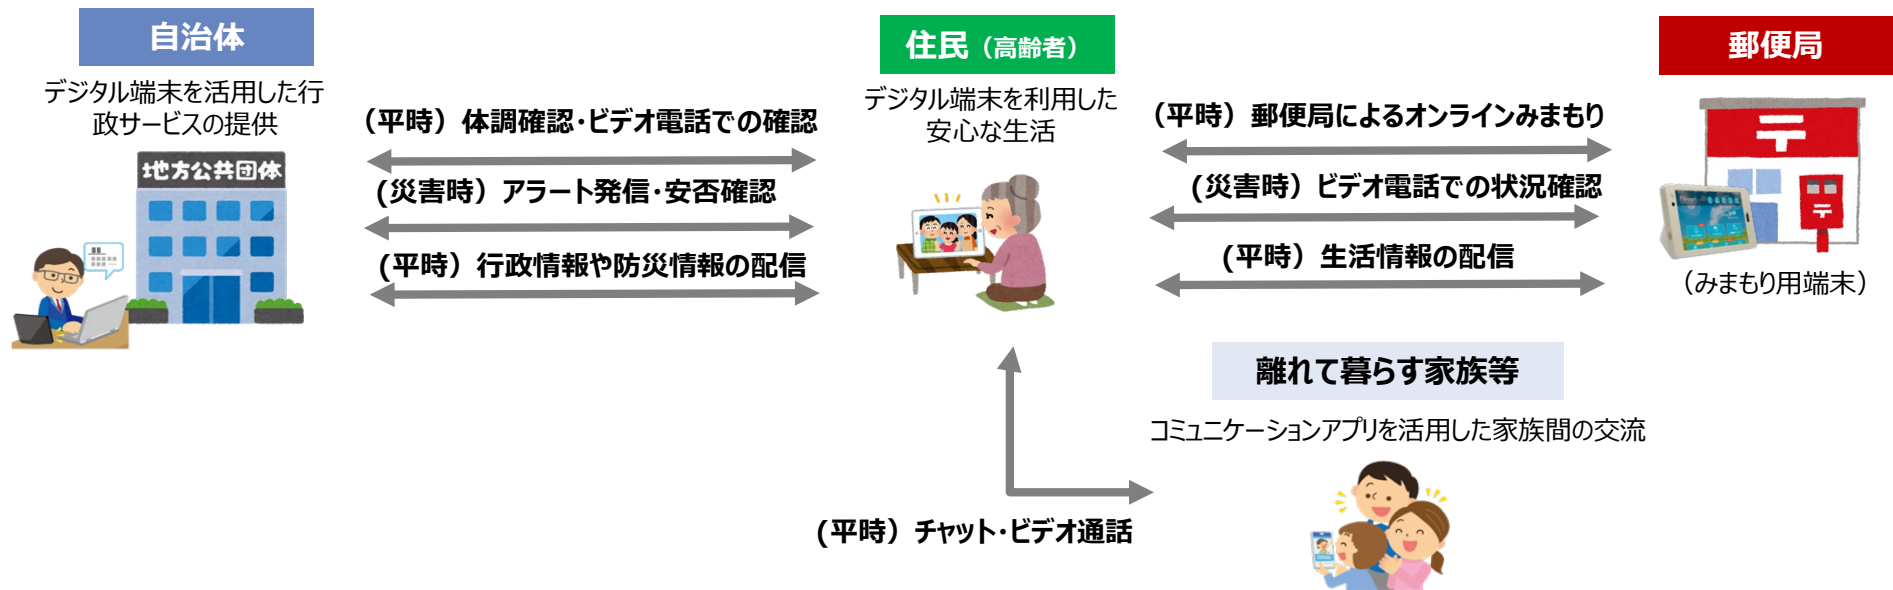 自治体
デジタル端末を活用した行
政サービスの提供
地方公共団体
(平時) 体調確認・ビデオ電話での確認
(災害時) アラート発信・安否確認
(平時) 行政情報や防災情報の配信
住民（高齢者）
デジタル端末を利用した
安心な生活
(平時) 郵便局によるオンラインみまもり
(災害時) ビデオ電話での状況確認
(平時) 生活情報の配信
郵便局
（みまもり用端末）
離れて暮らす家族等
コミュニケーションアプリを活用した家族間の交流
(平時) チャット・ビデオ通話